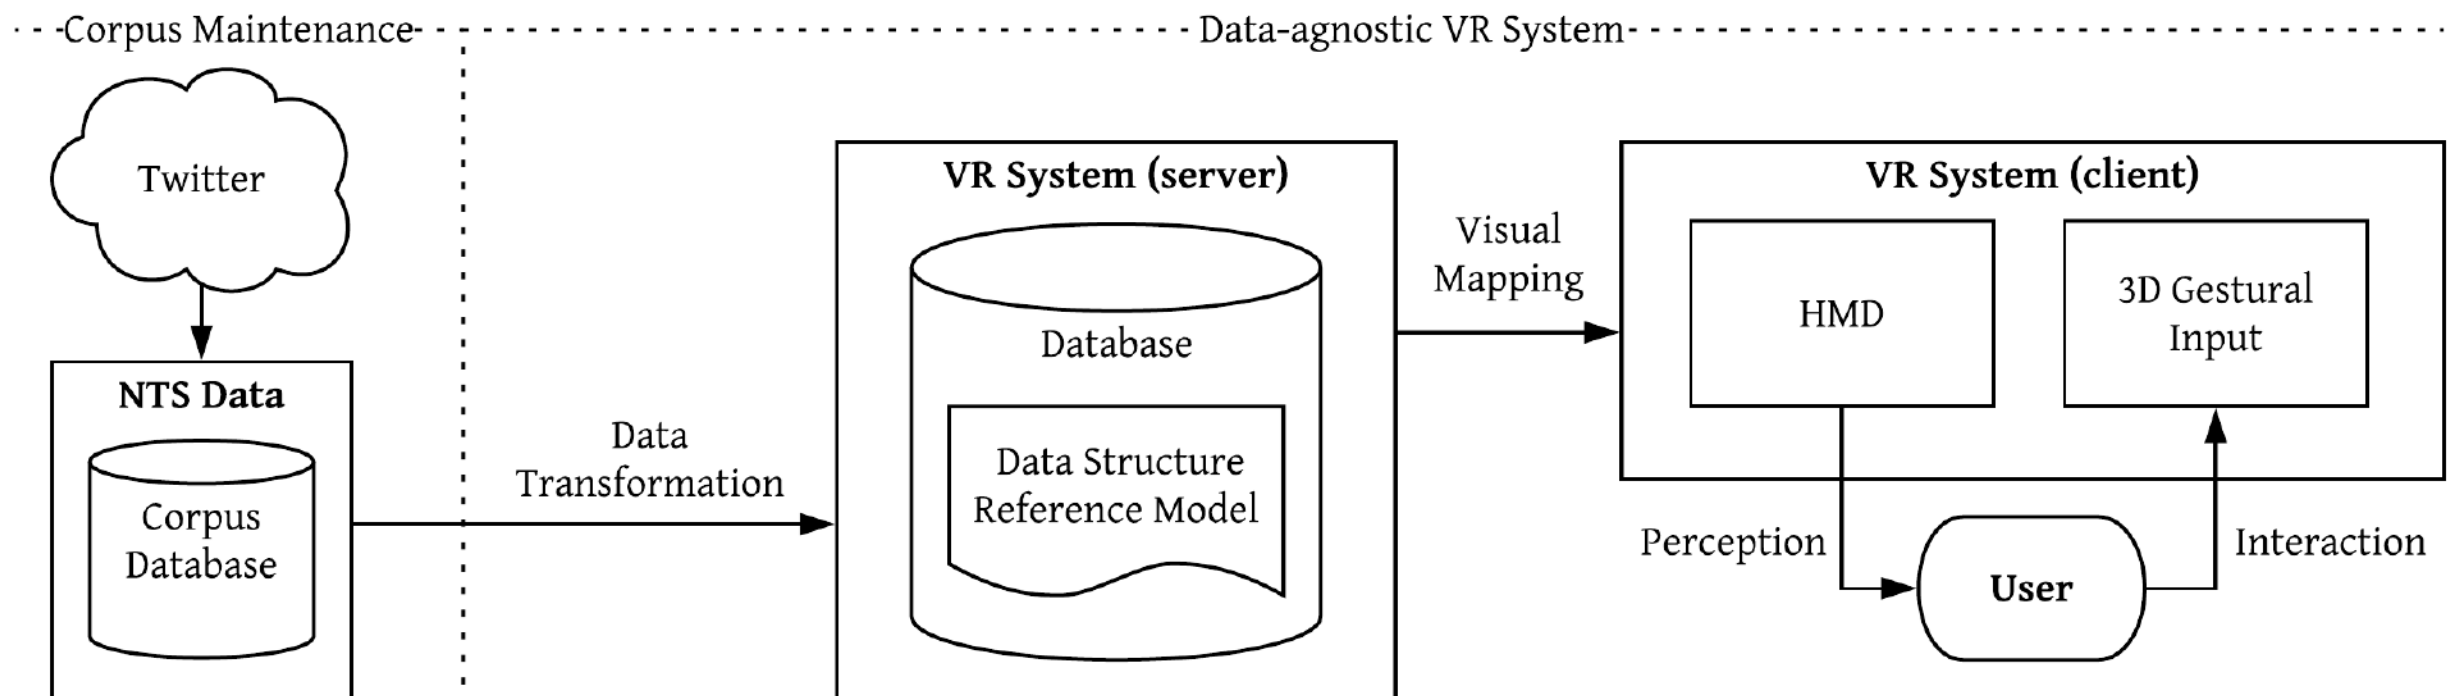 Corpus Maintenance
Data-agnostic VR System
Twitter
NTS Data
Corpus
Database
Data
Transformation
VR System (server)
Database
Data Structure
Reference Model
Visual
Mapping
VR System (client)
HMD
3D Gestural
Input
Perception
User
Interaction